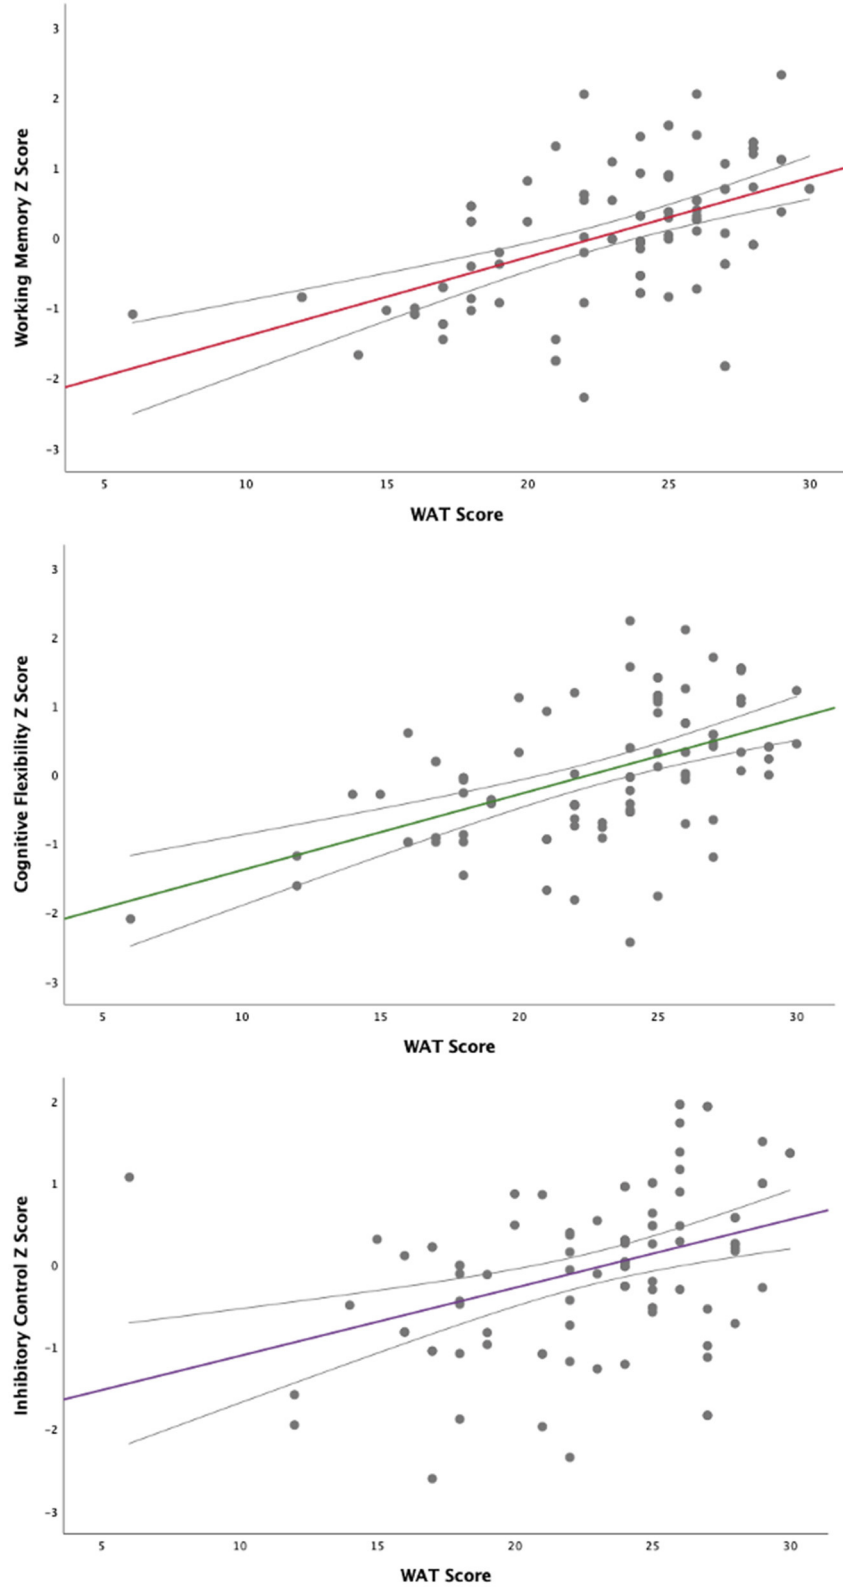 3
2
1
0
-1
-2
-3
Working Memory Z Score
5 10 15 20 25 30
WAT Score
3
2
1
0
-1
-2
-3
Cognitive Flexibility Z Score
5 10 15 20 25 30
WAT Score
2
1
0
-1
-2
-3
Inhibitory Control Z Score
5 10 15 20 25 30
WAT Score